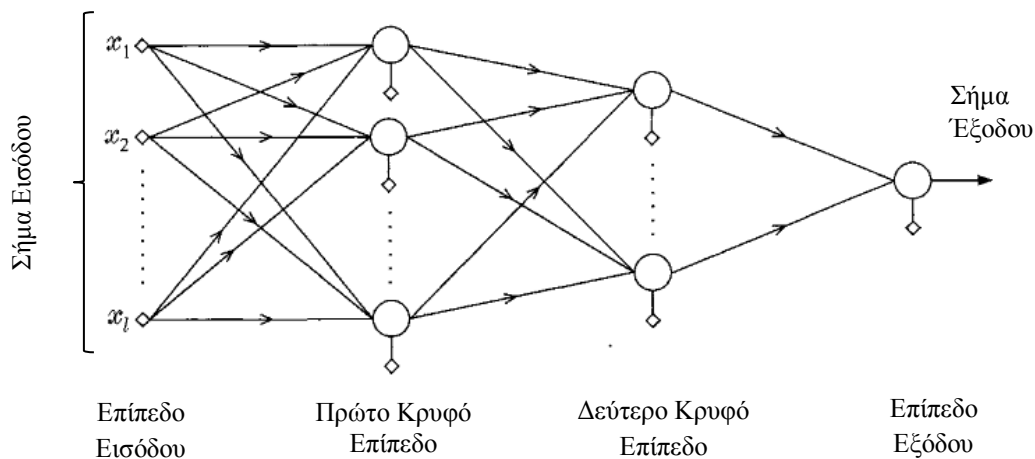 Σήμα Εισόδου
x1
x2
xl
Σήμα
Έξοδου
Επίπεδο
Εισόδου
Πρώτο Κρυφό
Επίπεδο
Δεύτερο Κρυφό
Επίπεδο
Επίπεδο
Εξόδου